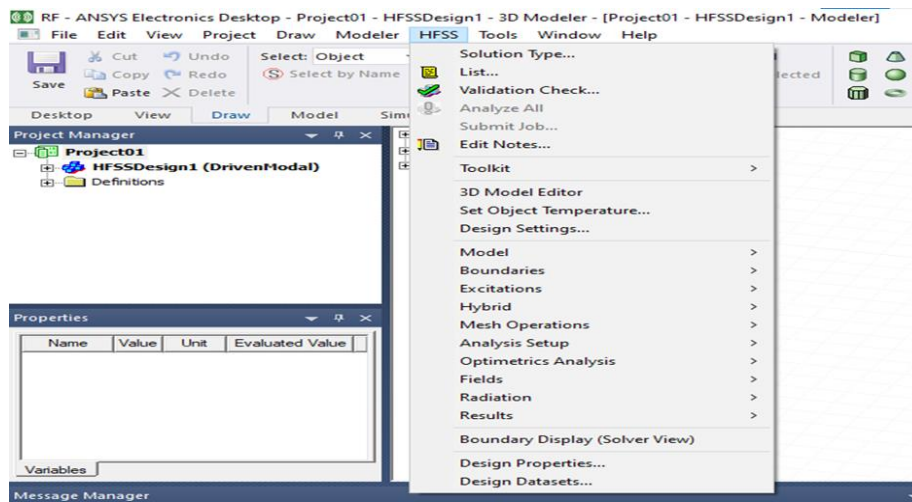 RF - ANSYS Electronics Desktop - Project01 - HFSSDesign1 - 3D Modeler - [Project01 - HFSSDesign1 - Modeler]
File Edit View Project Draw Modeler HFSS Tools Window Help
Save
Cut Undo
Copy Redo
Paste Delete
Select: Object
Select by Name
Desktop View Draw Model
Project Manager
Project01
HFSSDesign1 (DrivenModal)
Definitions
Properties
Name Value Unit Evaluated Value
Variables
Message Manager
Solution Type...
List...
Validation Check...
Analyze All
Submit Job...
Edit Notes...
Toolkit >
3D Model Editor
Set Object Temperature...
Design Settings...
Model >
Boundaries >
Excitations >
Hybrid >
Mesh Operations >
Analysis Setup >
Optimetrics Analysis >
Fields >
Radiation >
Results >
Boundary Display (Solver View)
Design Properties...
Design Datasets...